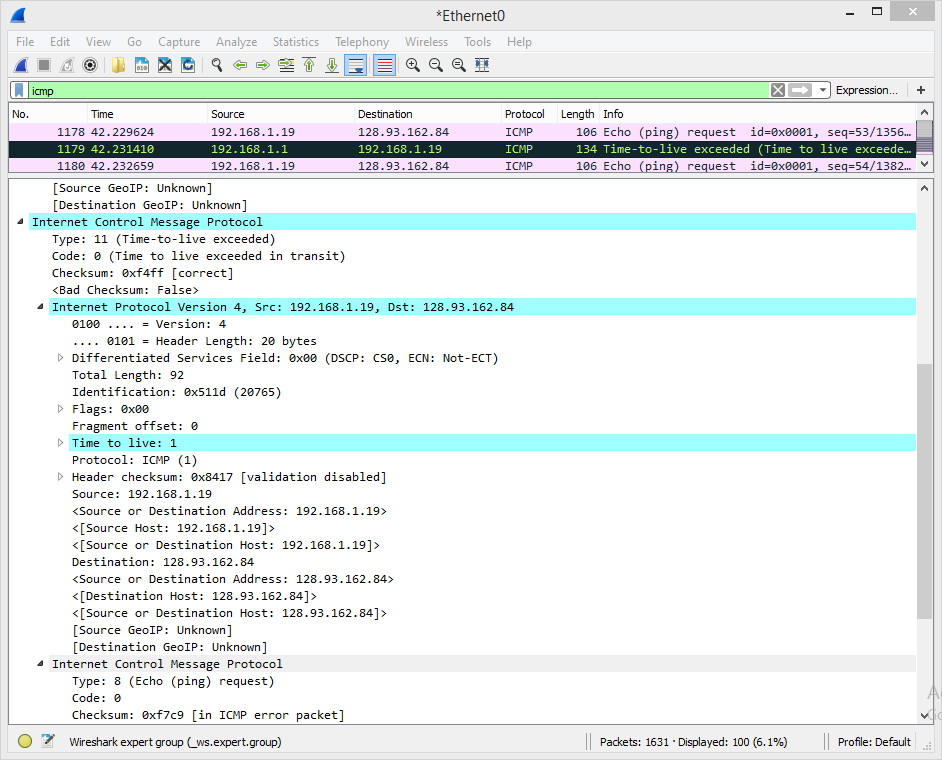 *Ethernet0
File Edit View Go Capture Analyze Statistics Telephony Wireless Tools Help
icmp
Expression... +
No. Time Source Destination Protocol Length Info
1178 42.229624 192.168.1.19 128.93.162.84 ICMP 106 Echo (ping) request id=0x0001, seq=53/1356…
1179 42.231410 192.168.1.1 192.168.1.19 ICMP 134 Time-to-live exceeded (Time to live exceede…
1180 42.232659 192.168.1.19 128.93.162.84 ICMP 106 Echo (ping) request id=0x0001, seq=54/1382…
[Source GeoIP: Unknown]
[Destination GeoIP: Unknown]
Internet Control Message Protocol
Type: 11 (Time-to-live exceeded)
Code: 0 (Time to live exceeded in transit)
Checksum: 0xf4ff [correct]
<Bad Checksum: False>
Internet Protocol Version 4, Src: 192.168.1.19, Dst: 128.93.162.84
0100 .... = Version: 4
.... 0101 = Header Length: 20 bytes
Differentiated Services Field: 0x00 (DSCP: CS0, ECN: Not-ECT)
Total Length: 92
Identification: 0x511d (20765)
Flags: 0x00
Fragment offset: 0
Time to live: 1
Protocol: ICMP (1)
Header checksum: 0x8417 [validation disabled]
Source: 192.168.1.19
<Source or Destination Address: 192.168.1.19>
<[Source Host: 192.168.1.19]>
<[Source or Destination Host: 192.168.1.19]>
Destination: 128.93.162.84
<Source or Destination Address: 128.93.162.84>
<[Destination Host: 128.93.162.84]>
<[Source or Destination Host: 128.93.162.84]>
[Source GeoIP: Unknown]
[Destination GeoIP: Unknown]
Internet Control Message Protocol
Type: 8 (Echo (ping) request)
Code: 0
Checksum: 0xf7c9 [in ICMP error packet]
Wireshark expert group (_ws.expert.group) Packets: 1631 · Displayed: 100 (6.1%) Profile: Default